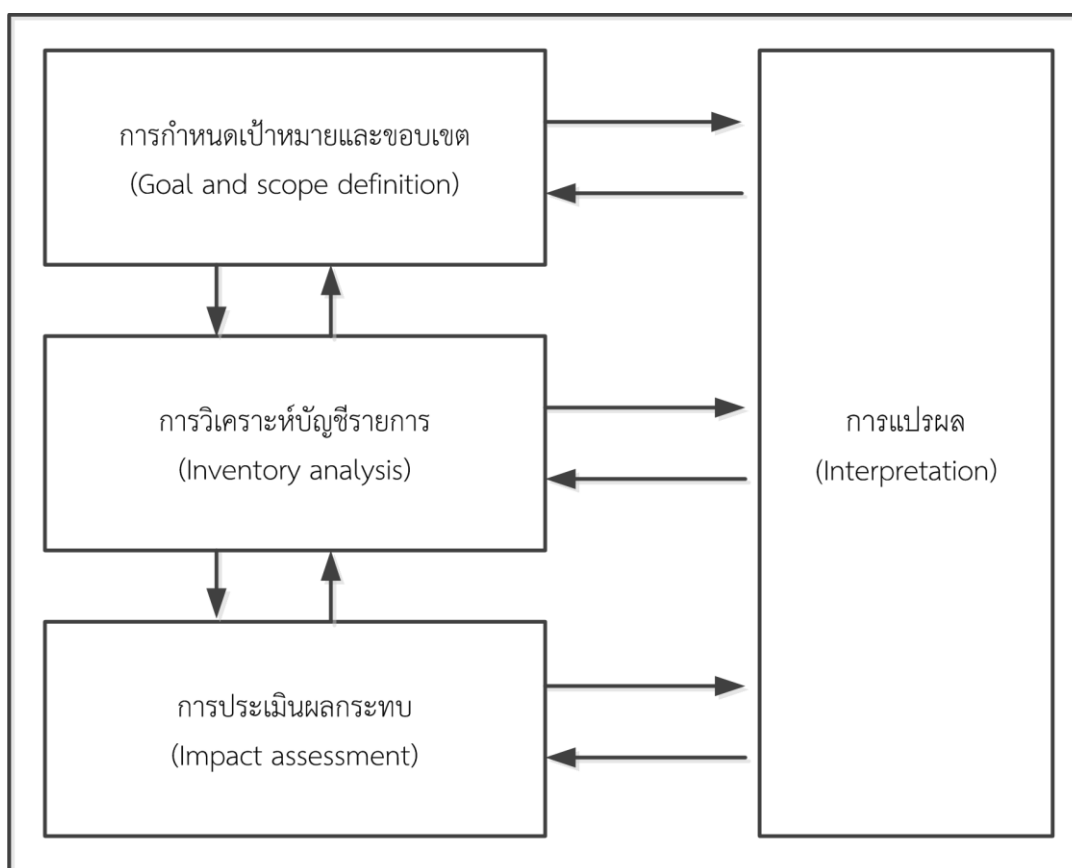 การกำหนดเป้าหมายและขอบเขต
(Goal and scope definition)
การวิเคราะห์บัญชีรายการ
(Inventory analysis)
การประเมินผลกระทบ
(Impact assessment)
การแปรผล
(Interpretation)